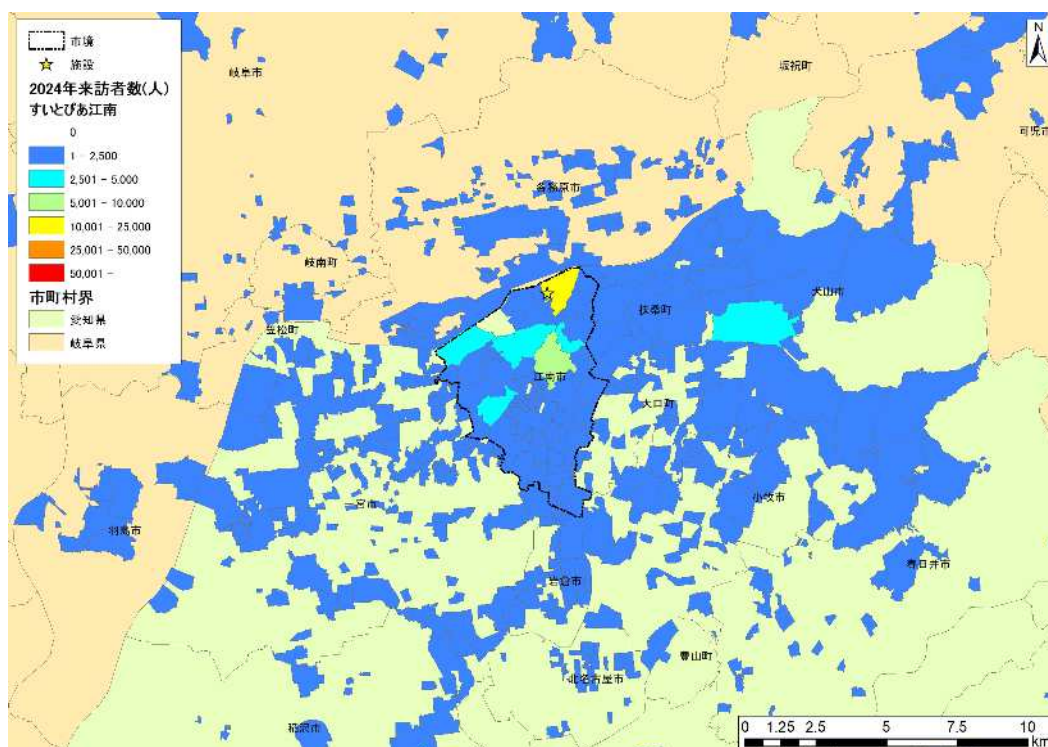 市境
施設
2024年来訪者数(人)
すいとぴあ江南
0
1 - 2,500
2,501 - 5,000
5,001 - 10,000
10,001 - 25,000
25,001 - 50,000
50,001 -
市町村界
愛知県
岐阜県
N
岐阜市
坂祝町
可児市
各務原市
岐南町
笠松町
扶桑町
犬山市
江南市
大口町
一宮市
小牧市
羽島市
春日井市
岩倉市
豊山町
北名古屋市
稲沢市
0 1.25 2.5 5 7.5 10
km